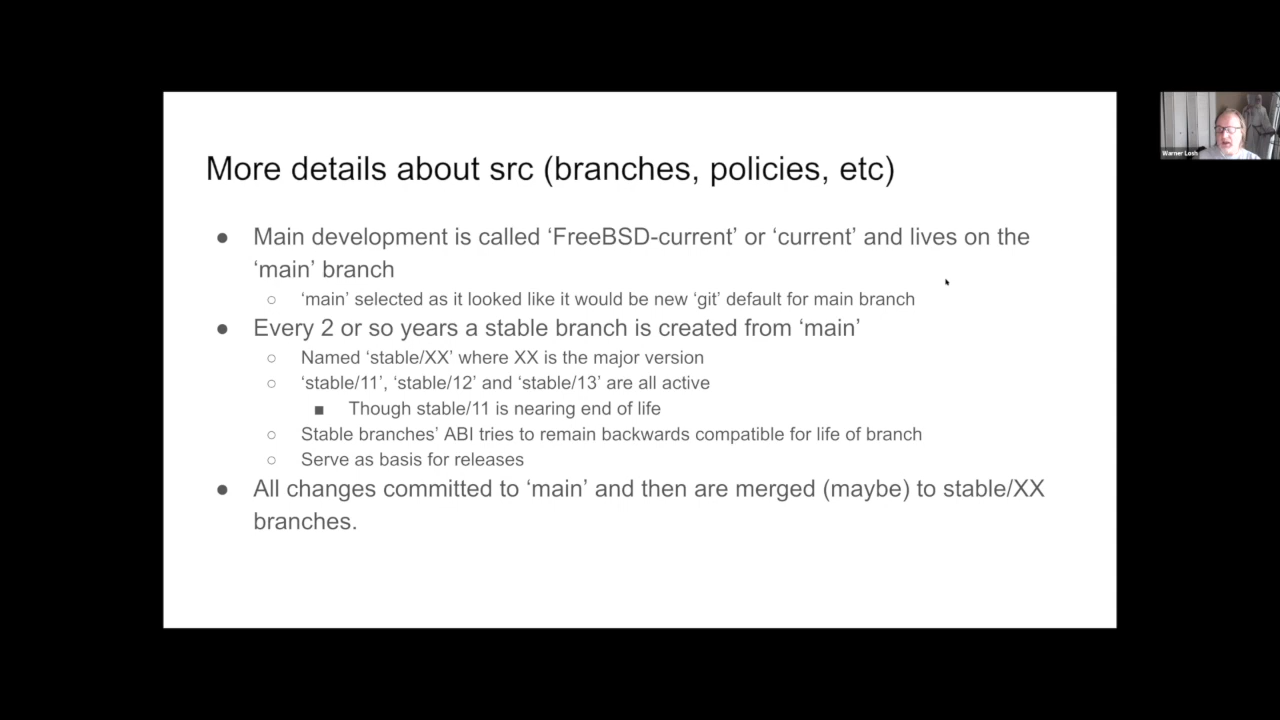 More details about src (branches, policies, etc)
● Main development is called ‘FreeBSD-current’ or ‘current’ and lives on the
‘main’ branch
○ ‘main’ selected as it looked like it would be new ‘git’ default for main branch
● Every 2 or so years a stable branch is created from ‘main’
○ Named ‘stable/XX’ where XX is the major version
○ ‘stable/11’, ‘stable/12’ and ‘stable/13’ are all active
■ Though stable/11 is nearing end of life
○ Stable branches’ ABI tries to remain backwards compatible for life of branch
○ Serve as basis for releases
● All changes committed to ‘main’ and then are merged (maybe) to stable/XX
branches.
Warner Losh